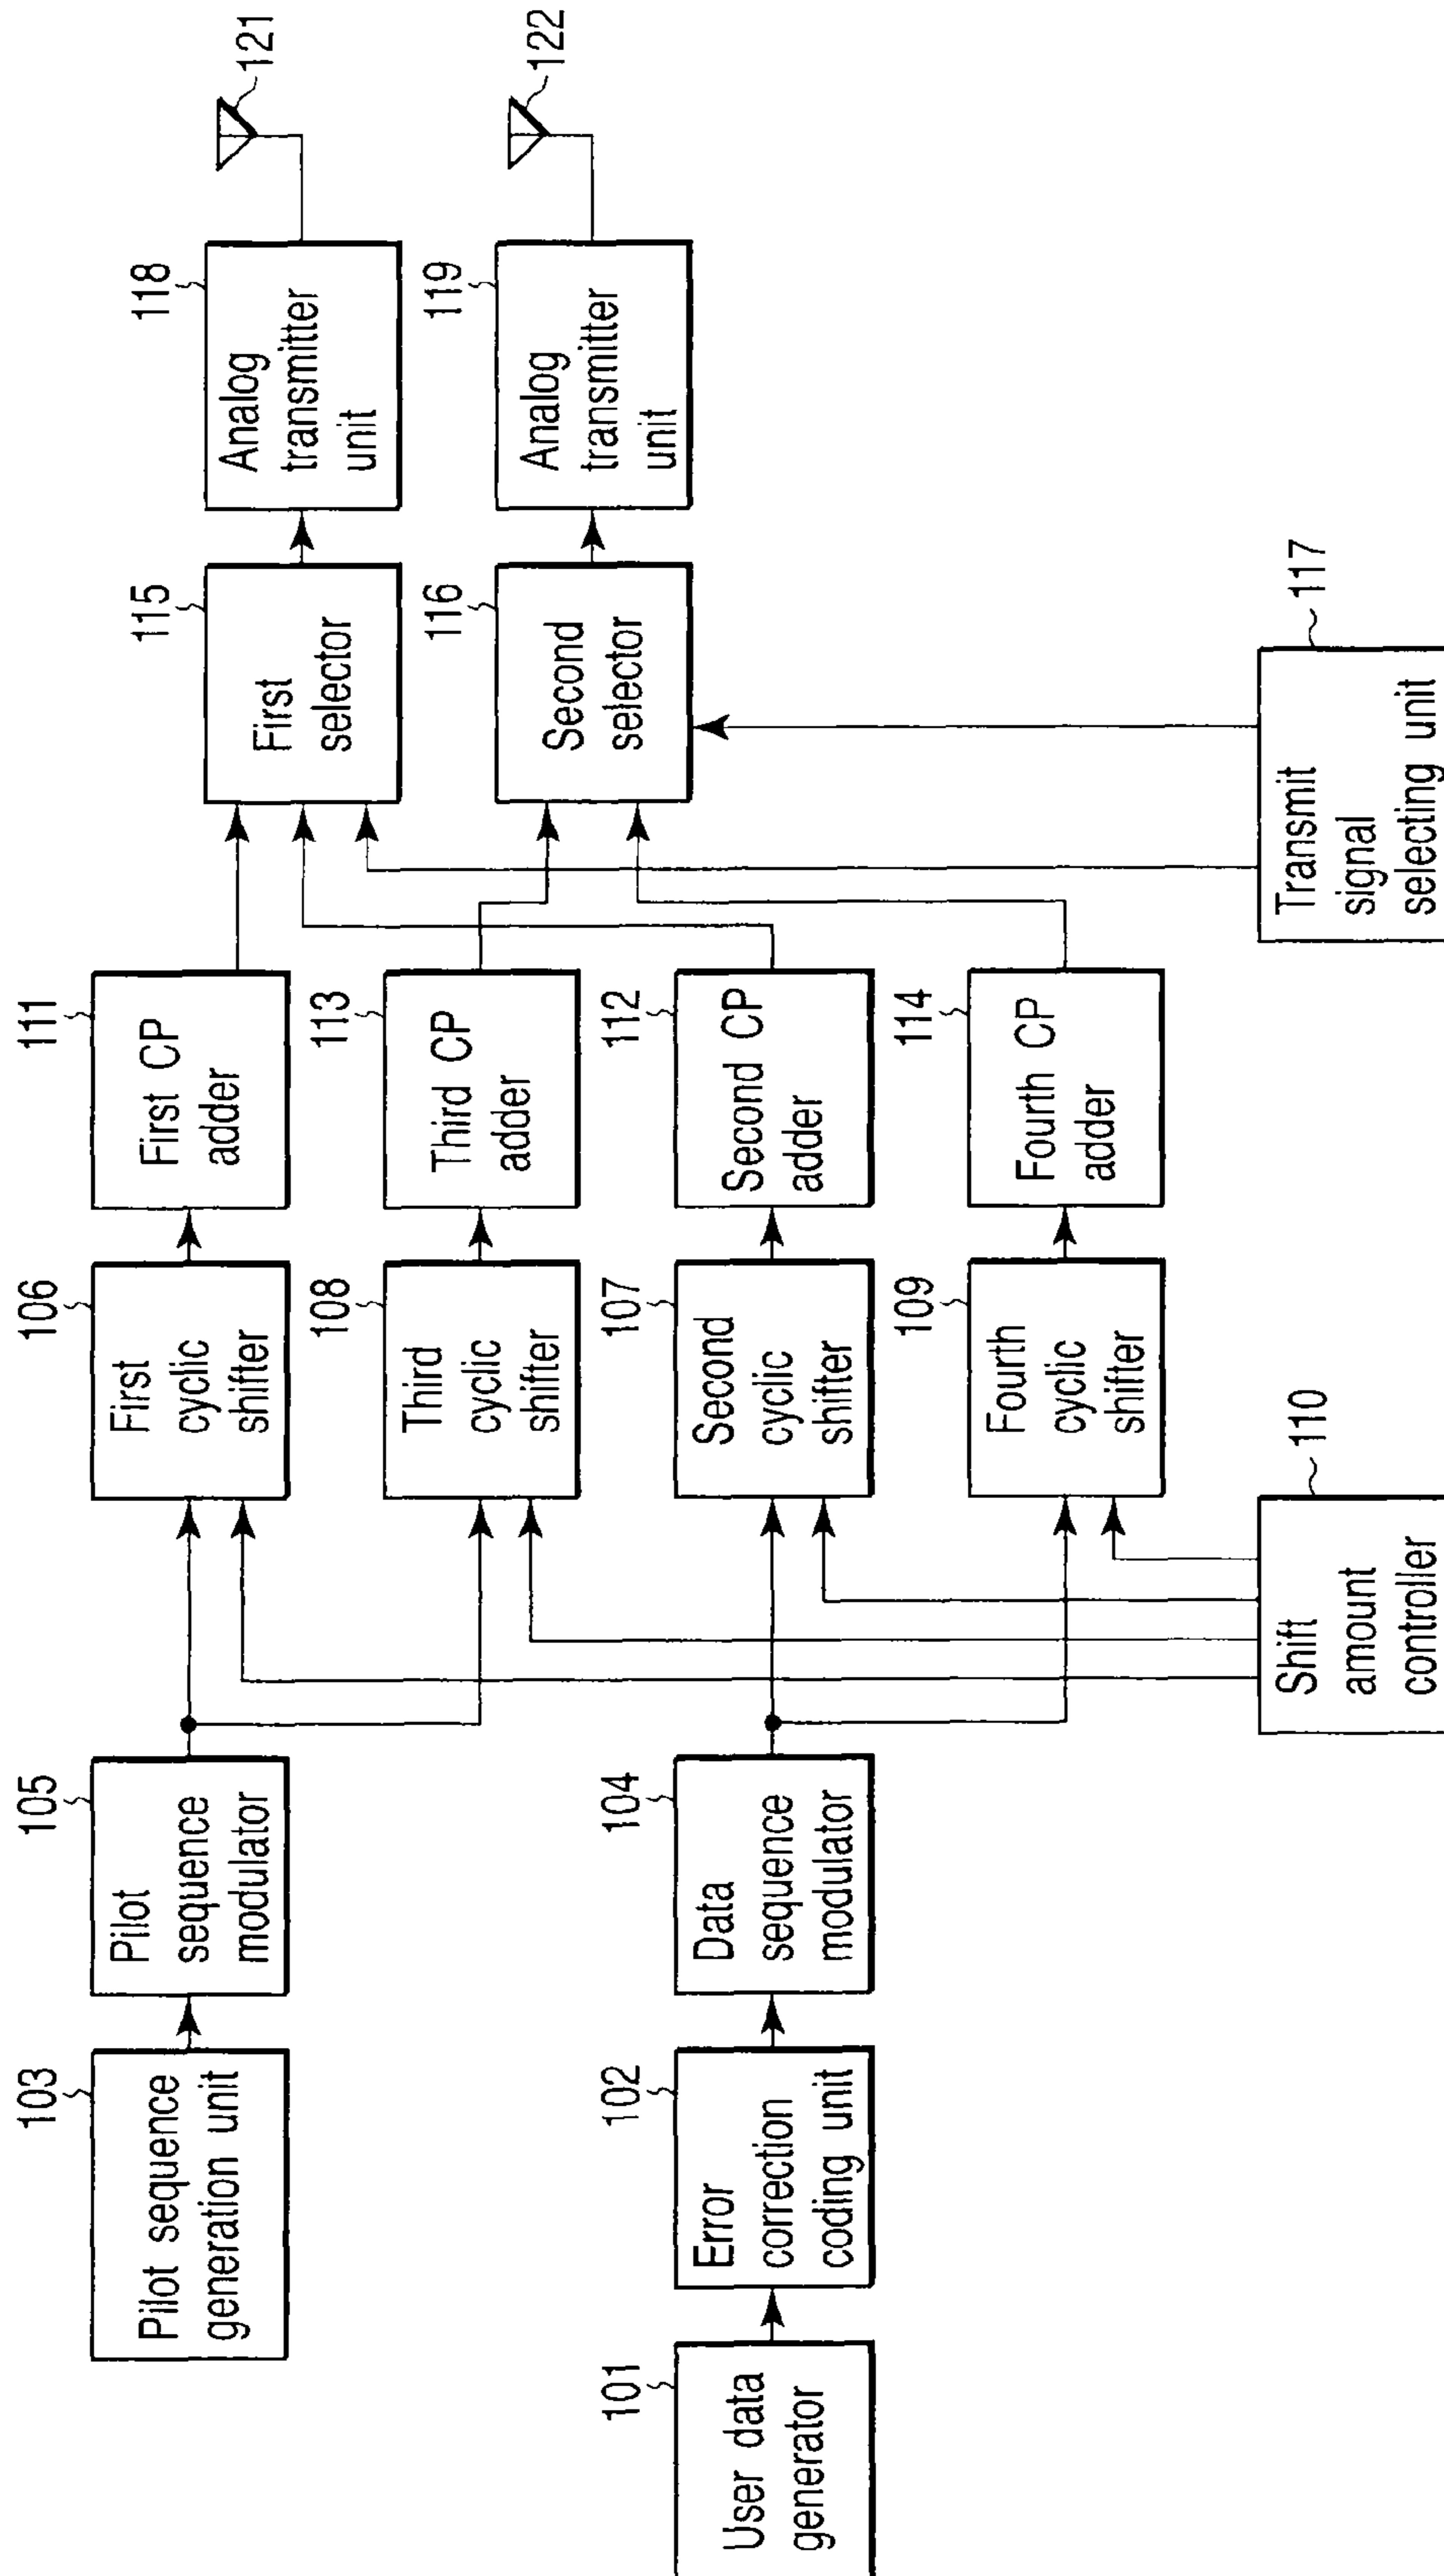 103
Pilot sequence
generation unit
105
Pilot
sequence
modulator
106
First
cyclic
shifter
111
First CP
adder
115
First
selector
118
Analog
transmitter
unit
121
108
Third
cyclic
shifter
113
Third CP
adder
116
Second
selector
119
Analog
transmitter
unit
122
101
User data
generator
102
Error
correction
coding unit
104
Data
sequence
modulator
107
Second
cyclic
shifter
112
Second CP
adder
109
Fourth
cyclic
shifter
114
Fourth CP
adder
110
Shift
amount
controller
117
Transmit
signal
selecting unit